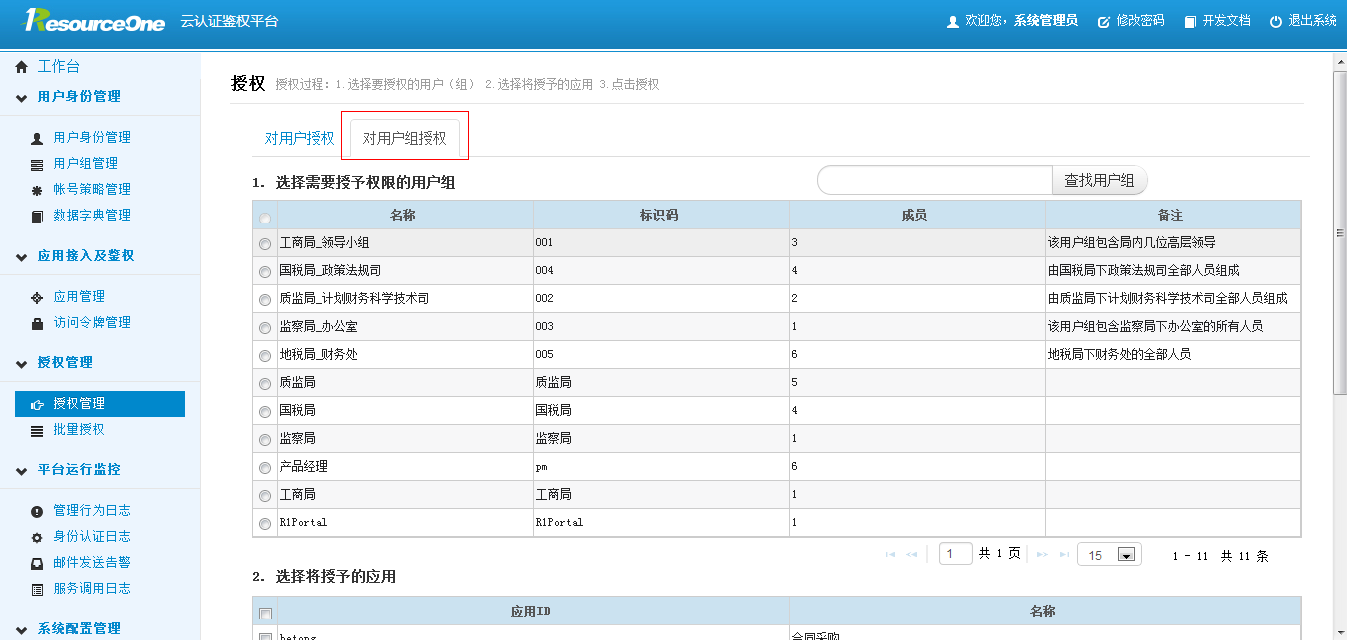 ResourceOne 云认证鉴权平台
欢迎您，系统管理员 修改密码 开发文档 退出系统
工作台
用户身份管理
用户身份管理
用户组管理
帐号策略管理
数据字典管理
应用接入及鉴权
应用管理
访问令牌管理
授权管理
授权管理
批量授权
平台运行监控
管理行为日志
身份认证日志
邮件发送告警
服务调用日志
系统配置管理
授权 授权过程：1.选择要授权的用户（组） 2.选择将授予的应用 3.点击授权
对用户授权 对用户组授权
1. 选择需要授予权限的用户组 查找用户组
名称 标识码 成员 备注
工商局_领导小组 001 3 该用户组包含局内几位高层领导
国税局_政策法规司 004 4 由国税局下政策法规司全部人员组成
质监局_计划财务科学技术司 002 2 由质监局下计划财务科学技术司全部人员组成
监察局_办公室 003 1 该用户组包含监察局下办公室的所有人员
地税局_财务处 005 6 地税局下财务处的全部人员
质监局 质监局 5
国税局 国税局 4
监察局 监察局 1
产品经理 pm 6
工商局 工商局 1
R1Portal R1Portal 1
1 共 1 页 15 1 - 11 共 11 条
2. 选择将授予的应用
应用ID 名称
hetong 合同采购